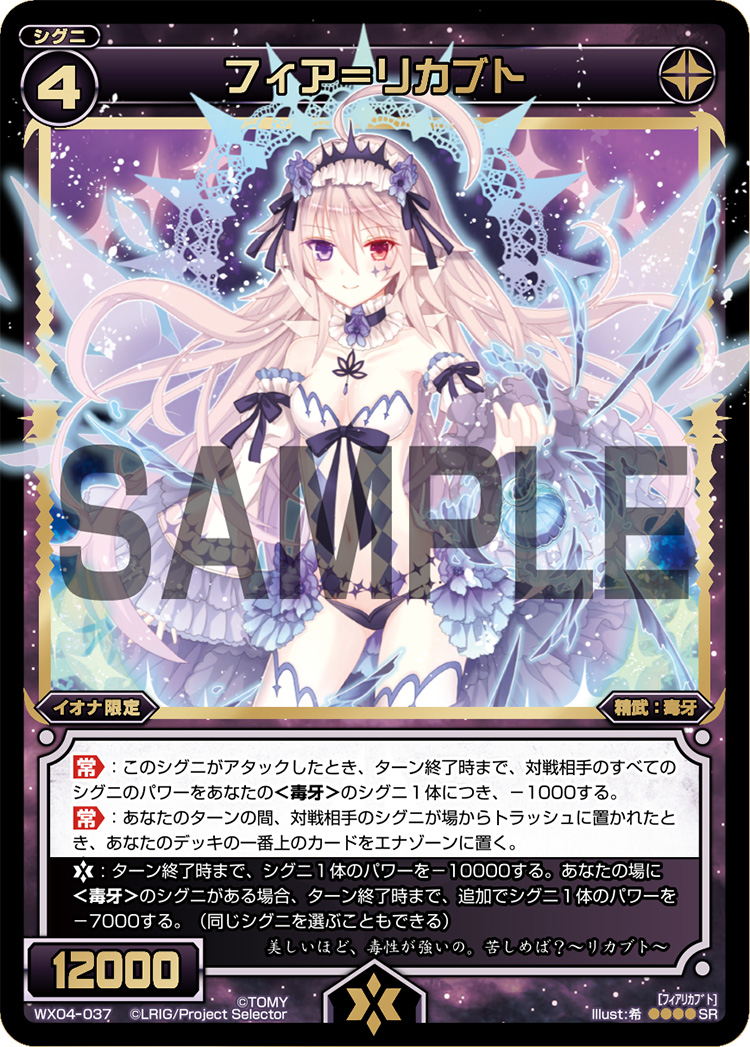 シグニ
4
フィア＝リカブト
SAMPLE
イオナ限定
精武：毒牙
常：このシグニがアタックしたとき、ターン終了時まで、対戦相手のすべての
シグニのパワーをあなたの＜毒牙＞のシグニ１体につき、－1000する。
常：あなたのターンの間、対戦相手のシグニが場からトラッシュに置かれたと
き、あなたのデッキの一番上のカードをエナゾーンに置く。
：ターン終了時まで、シグニ１体のパワーを－10000する。あなたの場に
＜毒牙＞のシグニがある場合、ターン終了時まで、追加でシグニ１体のパワーを
－7000する。（同じシグニを選ぶこともできる）
美しいほど、毒性が強いの。苦しめば？～リカブト～
12000
©TOMY
[フィアリカブト]
WX04-037 ©LRIG/Project Selector
Illust:希
SR